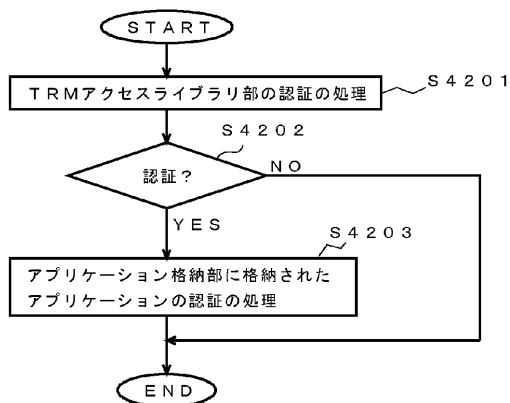 START
TRMアクセスライブラリ部の認証の処理
S4201
S4202
認証?
NO
YES
S4203
アプリケーション格納部に格納された
アプリケーションの認証の処理
END